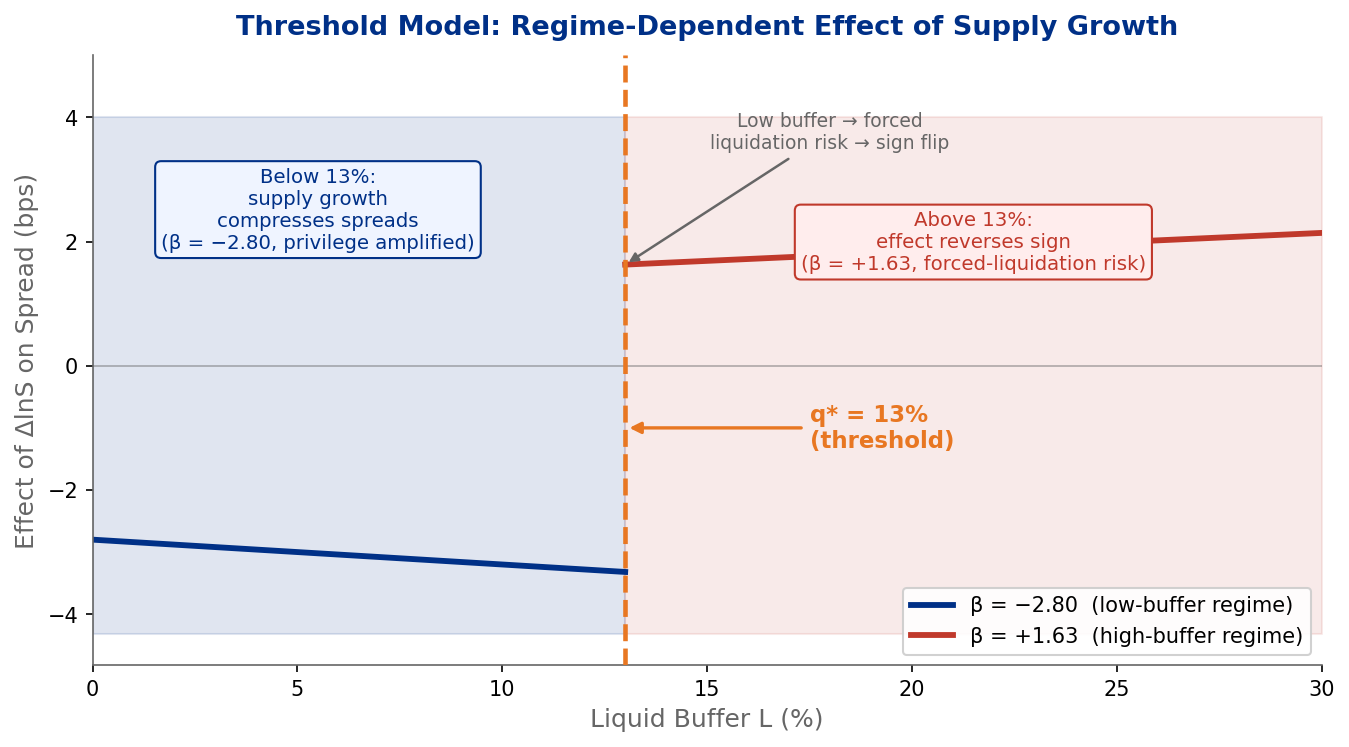 Threshold Model: Regime-Dependent Effect of Supply Growth
Effect of ΔlnS on Spread (bps)
4
2
0
−2
−4
Below 13%:
supply growth
compresses spreads
(β = −2.80, privilege amplified)
Low buffer → forced
liquidation risk → sign flip
Above 13%:
effect reverses sign
(β = +1.63, forced-liquidation risk)
q* = 13%
(threshold)
β = −2.80  (low-buffer regime)
β = +1.63  (high-buffer regime)
0 5 10 15 20 25 30
Liquid Buffer L (%)